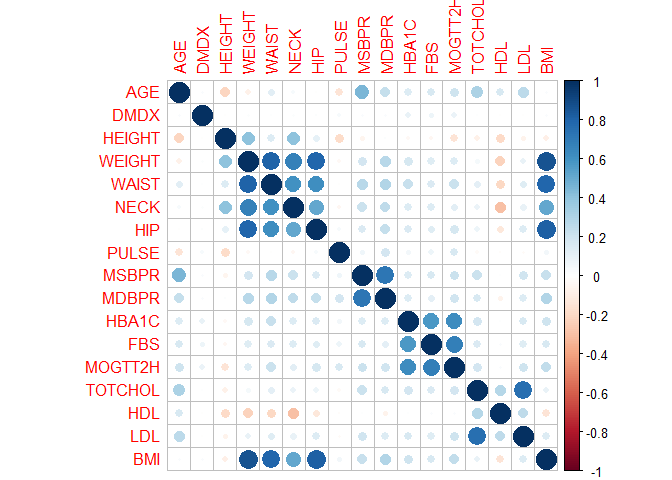 AGE
DMDX
HEIGHT
WEIGHT
WAIST
NECK
HIP
PULSE
MSBPR
MDBPR
HBA1C
FBS
MOGTT2H
TOTCHOL
HDL
LDL
BMI
AGE
DMDX
HEIGHT
WEIGHT
WAIST
NECK
HIP
PULSE
MSBPR
MDBPR
HBA1C
FBS
MOGTT2H
TOTCHOL
HDL
LDL
BMI
1
0.8
0.6
0.4
0.2
0
-0.2
-0.4
-0.6
-0.8
-1